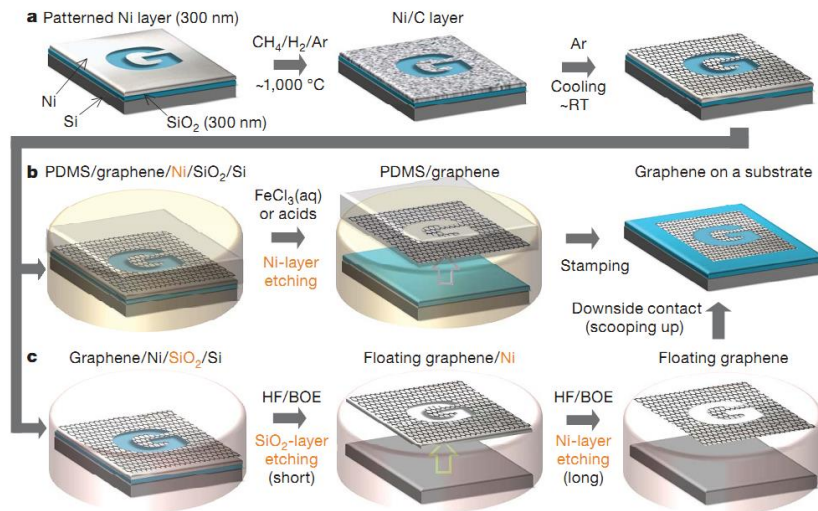 a Patterned Ni layer (300 nm)
CH₄/H₂/Ar
~1,000 °C
Ni/C layer
Ar
Cooling
~RT
Ni
Si
SiO₂ (300 nm)
G
b PDMS/graphene/Ni/SiO₂/Si
FeCl₃(aq)
or acids
Ni-layer
etching
PDMS/graphene
Stamping
Graphene on a substrate
Downside contact
(scooping up)
c Graphene/Ni/SiO₂/Si
HF/BOE
SiO₂-layer
etching
(short)
Floating graphene/Ni
HF/BOE
Ni-layer
etching
(long)
Floating graphene